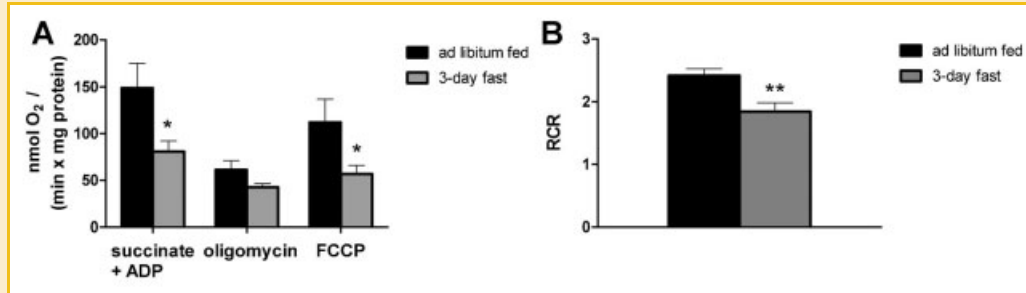 A
nmol O2 /
(min x mg protein)
200
150
100
50
0
*
*
succinate
+ ADP
oligomycin
FCCP
ad libitum fed
3-day fast
B
RCR
3
2
1
0
**
ad libitum fed
3-day fast